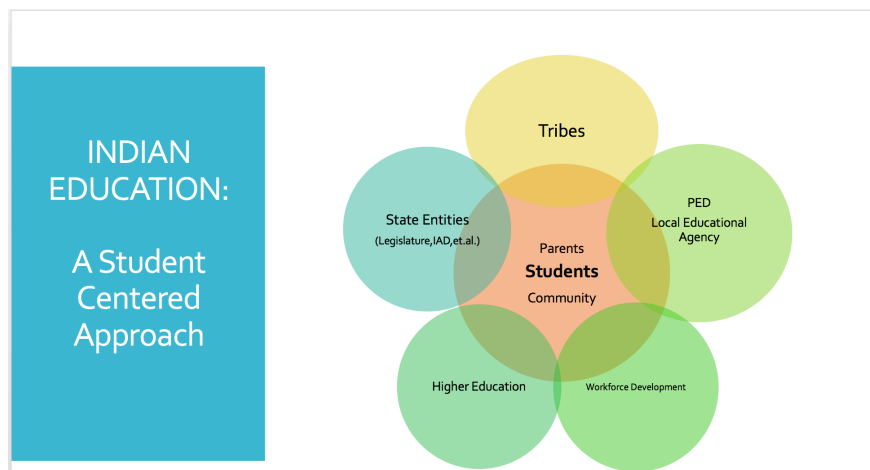 INDIAN
EDUCATION:
A Student
Centered
Approach
Tribes
State Entities
(Legislature,IAD,et.al.)
PED
Local Educational
Agency
Parents
Students
Community
Higher Education
Workforce Development